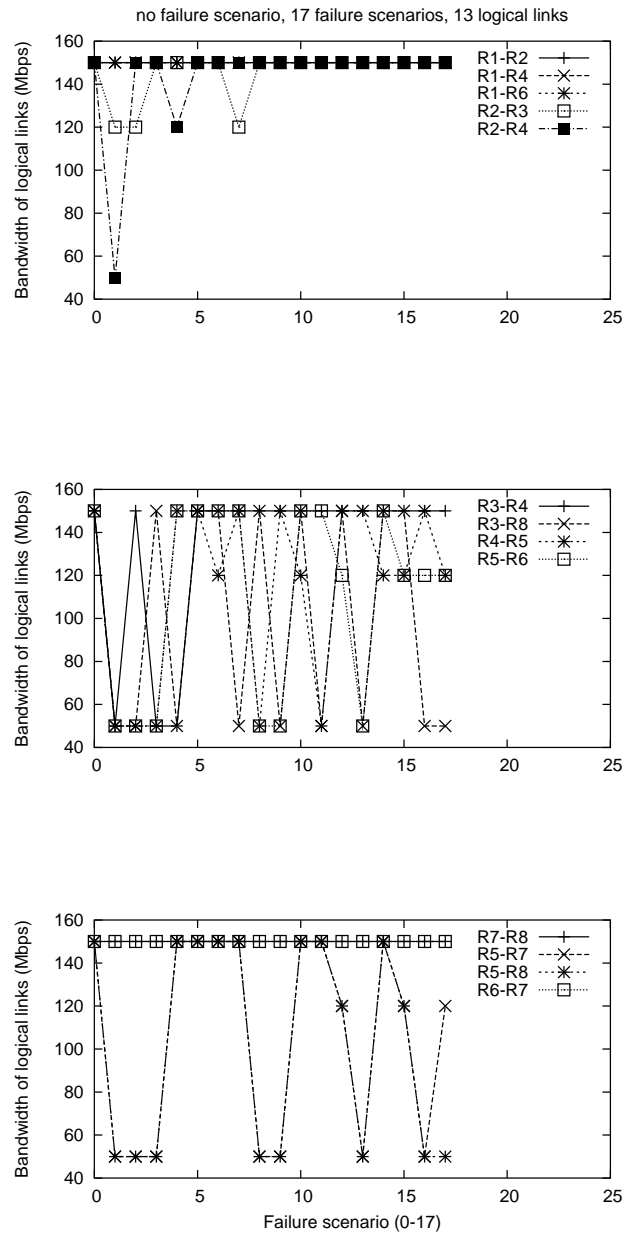 no failure scenario, 17 failure scenarios, 13 logical links
160
140
120
100
80
60
40
0
5
10
15
20
25
Bandwidth of logical links (Mbps)
R1-R2
R1-R4
R1-R6
R2-R3
R2-R4
160
140
120
100
80
60
40
0
5
10
15
20
25
Bandwidth of logical links (Mbps)
R3-R4
R3-R8
R4-R5
R5-R6
160
140
120
100
80
60
40
0
5
10
15
20
25
Bandwidth of logical links (Mbps)
Failure scenario (0-17)
R7-R8
R5-R7
R5-R8
R6-R7